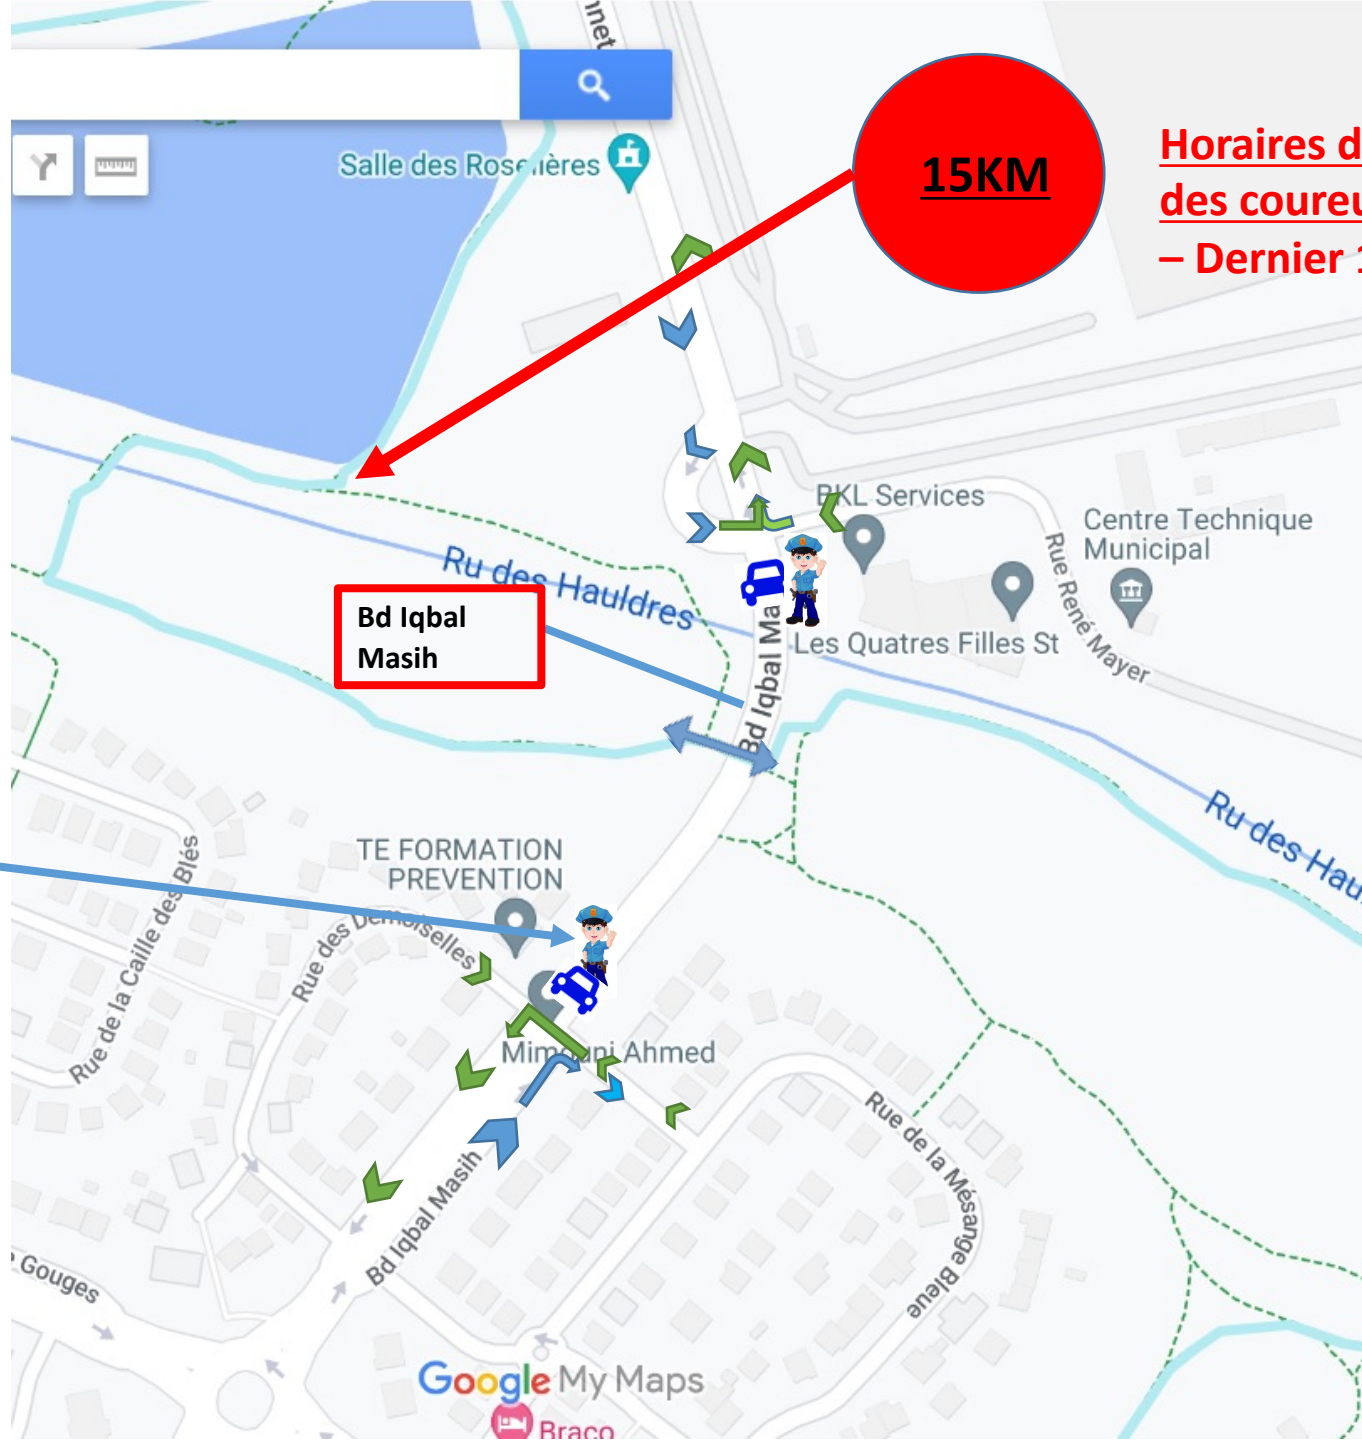 Salle des Roselières
15KM
Horaires d
des coureu
– Dernier 1
BKL Services
Centre Technique
Municipal
Ru des Hauldres
Bd Iqbal
Masih
Bd Iqbal Ma
Les Quatres Filles St
Rue René Mayer
Ru des Hau
TE FORMATION
PREVENTION
Rue de la Caille des Blés
Rue des Demoiselles
Mimouni Ahmed
Rue de la Mésange Bleue
Bd Iqbal Masih
Gouges
Google My Maps
Braco